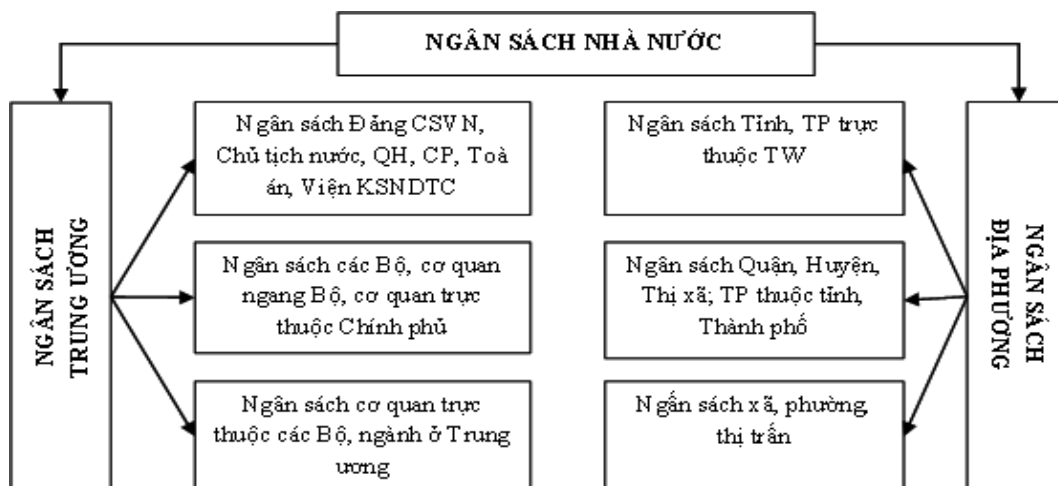 NGÂN SÁCH NHÀ NƯỚC
NGÂN SÁCH
TRUNG ƯƠNG
Ngân sách Đảng CSVN,
Chủ tịch nước, QH, CP, Toà
án, Viện KSNDTC
Ngân sách các Bộ, cơ quan
ngang Bộ, cơ quan trực
thuộc Chính phủ
Ngân sách cơ quan trực
thuộc các Bộ, ngành ở Trung
ương
Ngân sách Tỉnh, TP trực
thuộc TW
Ngân sách Quận, Huyện,
Thị xã; TP thuộc tỉnh,
Thành phố
Ngấn sách xã, phường,
thị trấn
NGÂN SÁCH
ĐỊA PHƯƠNG